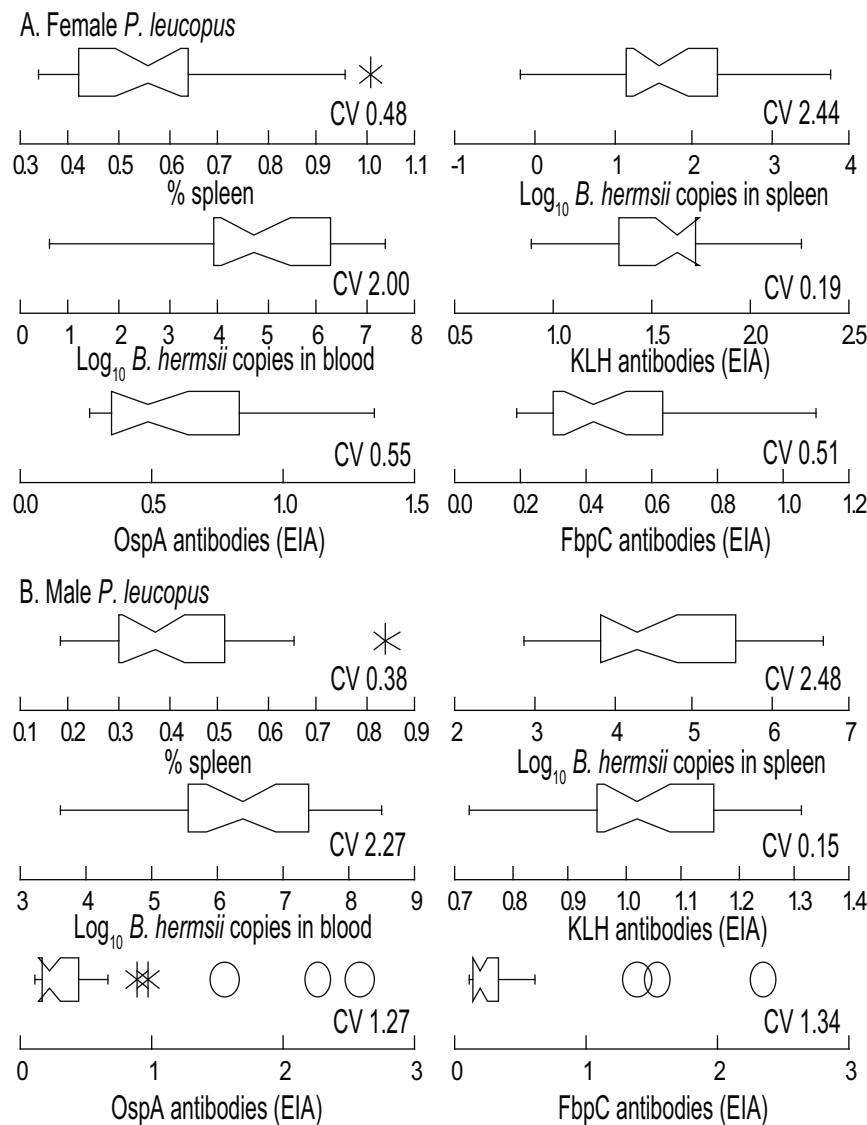 A. Female P. leucopus
CV 0.48
0.3 0.4 0.5 0.6 0.7 0.8 0.9 1.0 1.1
% spleen
CV 2.44
-1 0 1 2 3 4
Log10 B. hermsii copies in spleen
CV 2.00
0 1 2 3 4 5 6 7 8
Log10 B. hermsii copies in blood
CV 0.19
0.5 1.0 1.5 2.0 2.5
KLH antibodies (EIA)
CV 0.55
0.0 0.5 1.0 1.5
OspA antibodies (EIA)
CV 0.51
0.0 0.2 0.4 0.6 0.8 1.0 1.2
FbpC antibodies (EIA)
B. Male P. leucopus
CV 0.38
0.1 0.2 0.3 0.4 0.5 0.6 0.7 0.8 0.9
% spleen
CV 2.48
2 3 4 5 6 7
Log10 B. hermsii copies in spleen
CV 2.27
3 4 5 6 7 8 9
Log10 B. hermsii copies in blood
CV 0.15
0.7 0.8 0.9 1.0 1.1 1.2 1.3 1.4
KLH antibodies (EIA)
CV 1.27
0 1 2 3
OspA antibodies (EIA)
CV 1.34
0 1 2 3
FbpC antibodies (EIA)